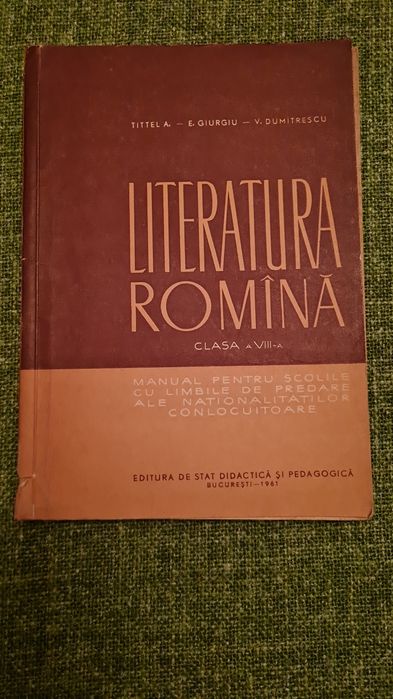 TITTEL A. — E. GIURGIU — V. DUMITRESCU
LITERATURA
ROMÎNĂ
CLASA A VIII-A
MANUAL PENTRU ȘCOLILE
CU LIMBILE DE PREDARE
ALE NAȚIONALITĂȚILOR
CONLOCUITOARE
EDITURA DE STAT DIDACTICĂ ȘI PEDAGOGICĂ
BUCUREȘTI—1961